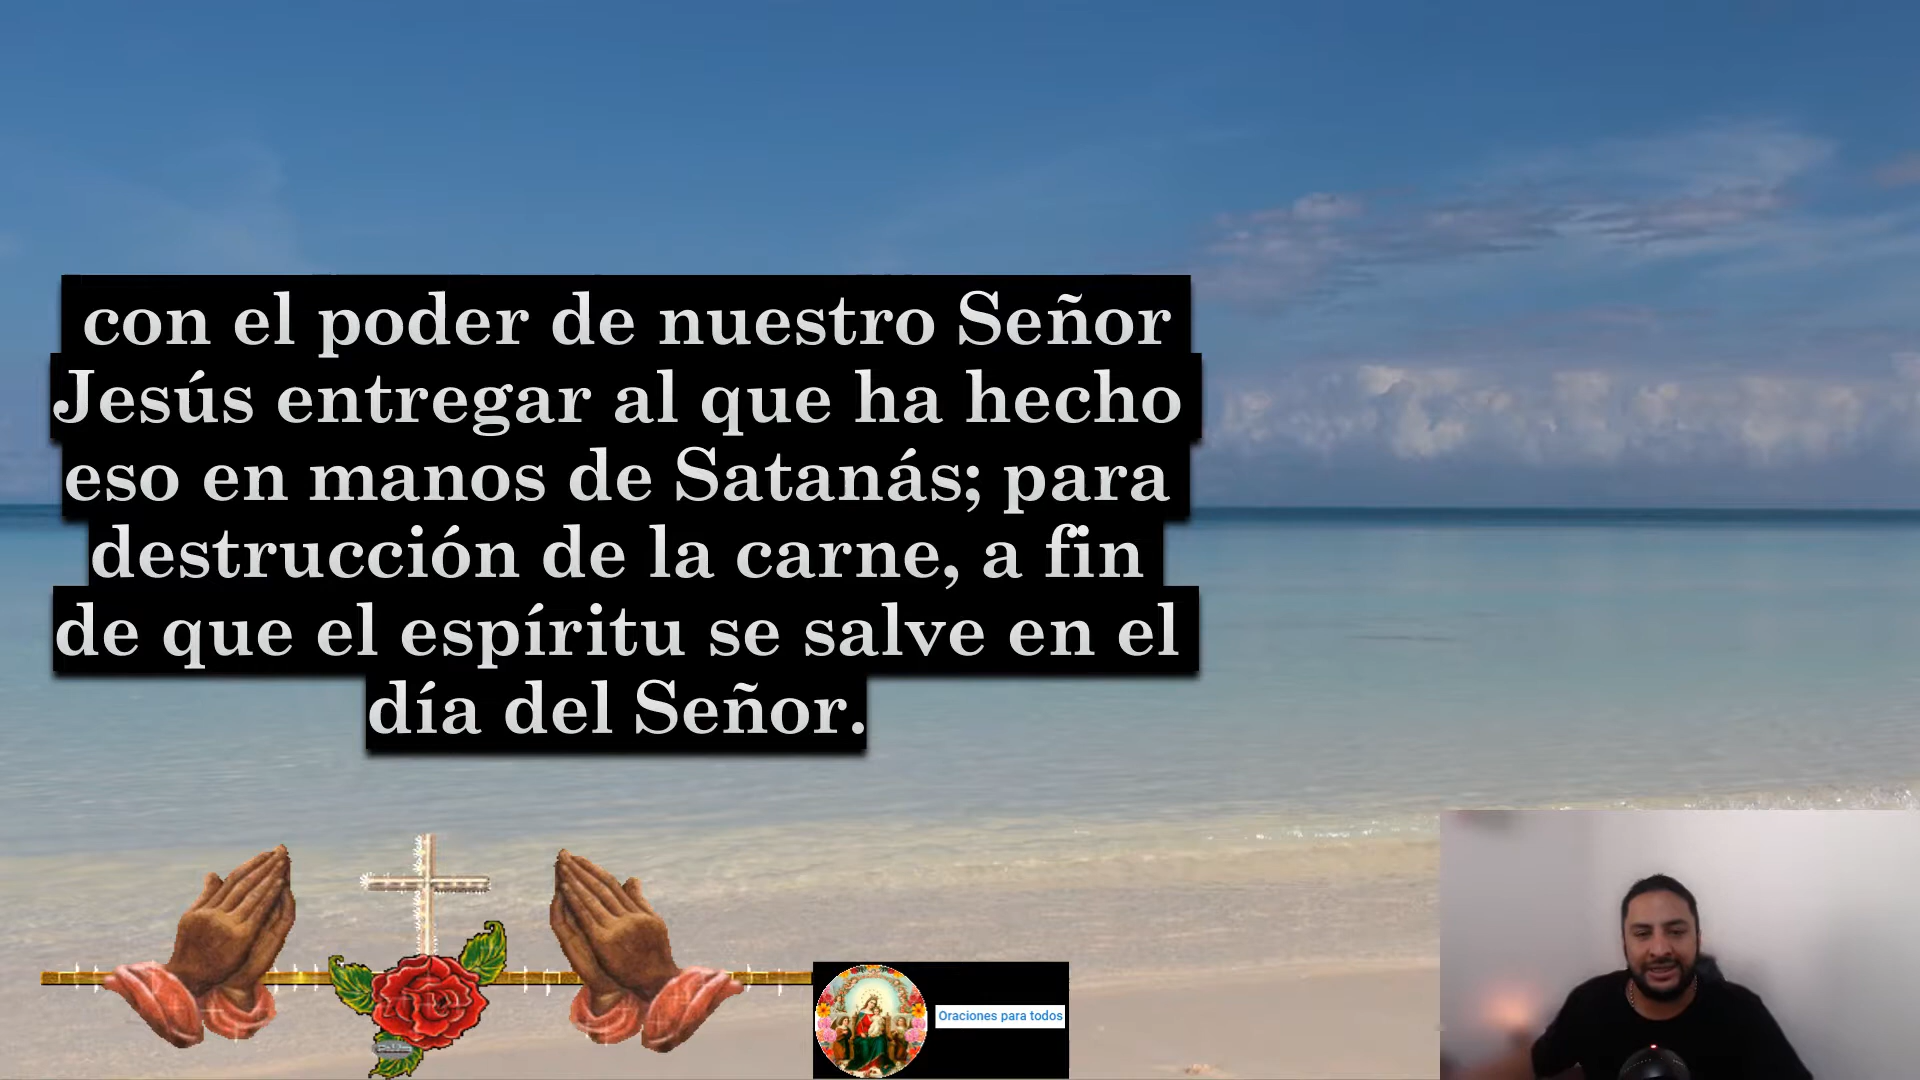 con el poder de nuestro Señor
Jesús entregar al que ha hecho
eso en manos de Satanás; para
destrucción de la carne, a fin
de que el espíritu se salve en el
día del Señor.
Oraciones para todos